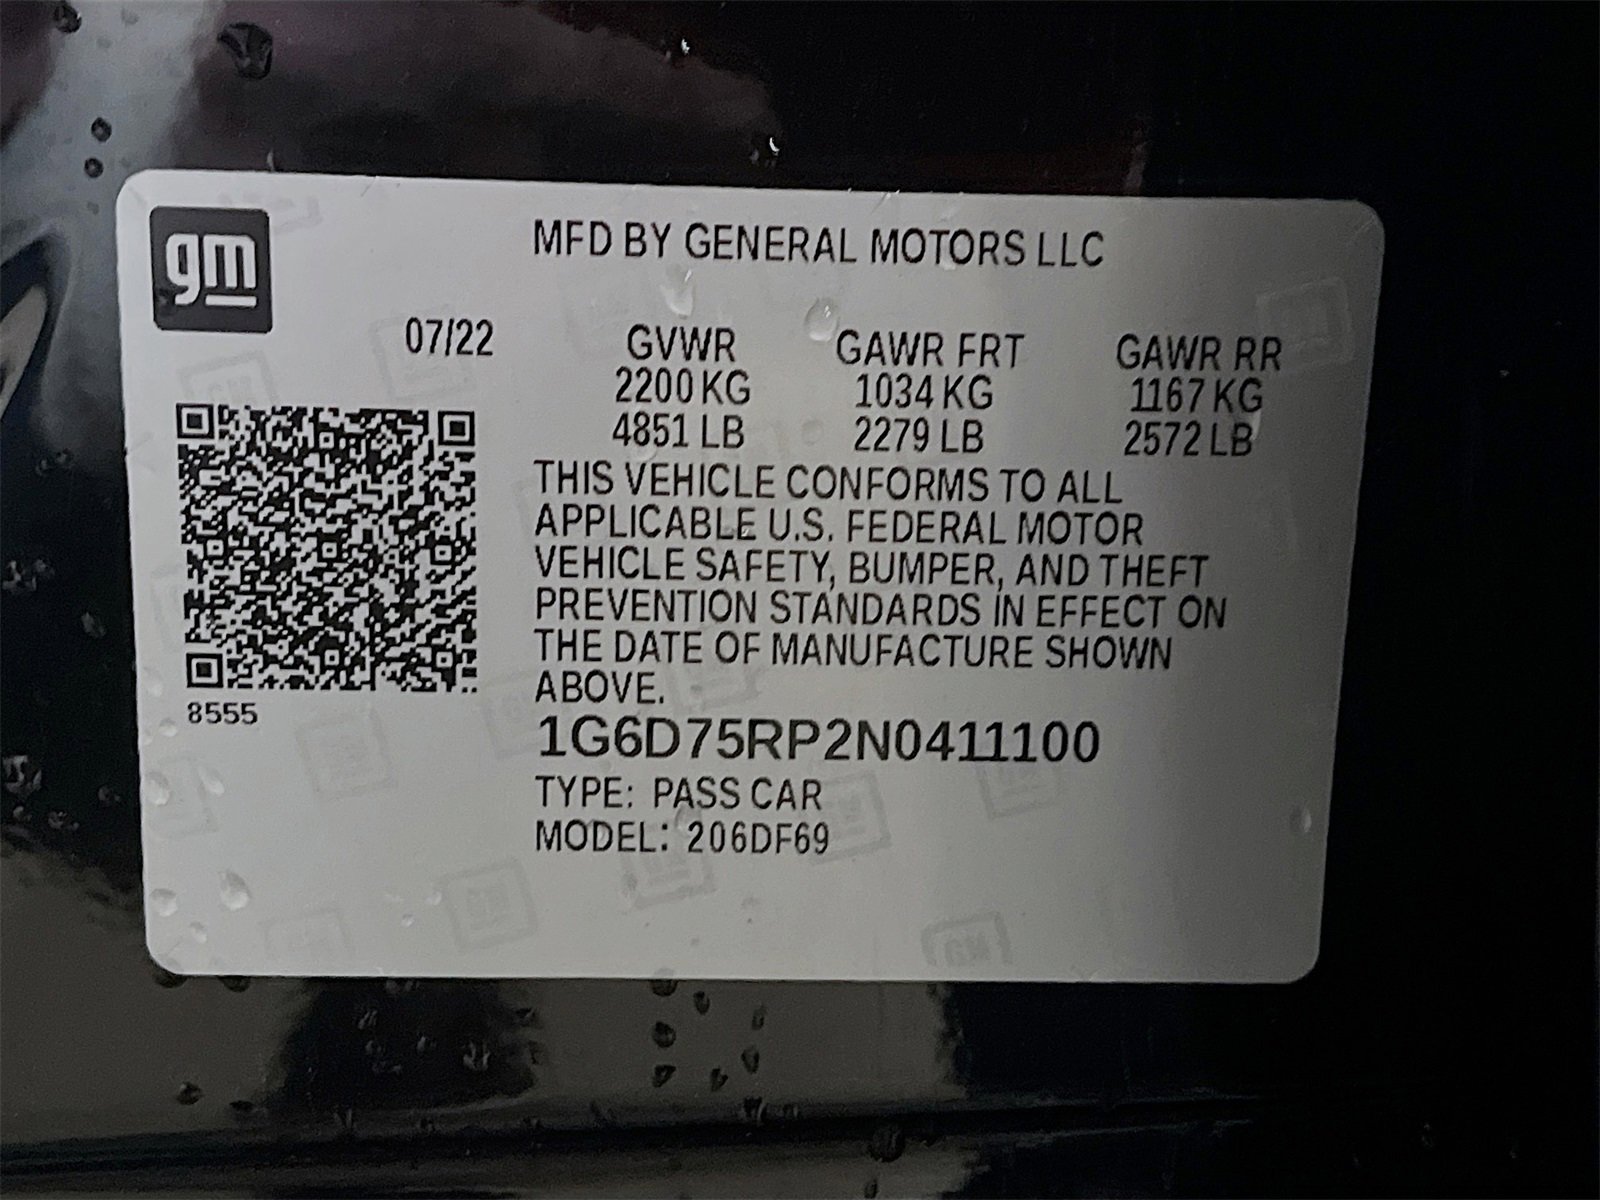 gm
MFD BY GENERAL MOTORS LLC
07/22
GVWR
2200 KG
4851 LB
GAWR FRT
1034 KG
2279 LB
GAWR RR
1167 KG
2572 LB
THIS VEHICLE CONFORMS TO ALL
APPLICABLE U.S. FEDERAL MOTOR
VEHICLE SAFETY, BUMPER, AND THEFT
PREVENTION STANDARDS IN EFFECT ON
THE DATE OF MANUFACTURE SHOWN
ABOVE.
8555
1G6D75RP2N0411100
TYPE: PASS CAR
MODEL: 206DF69